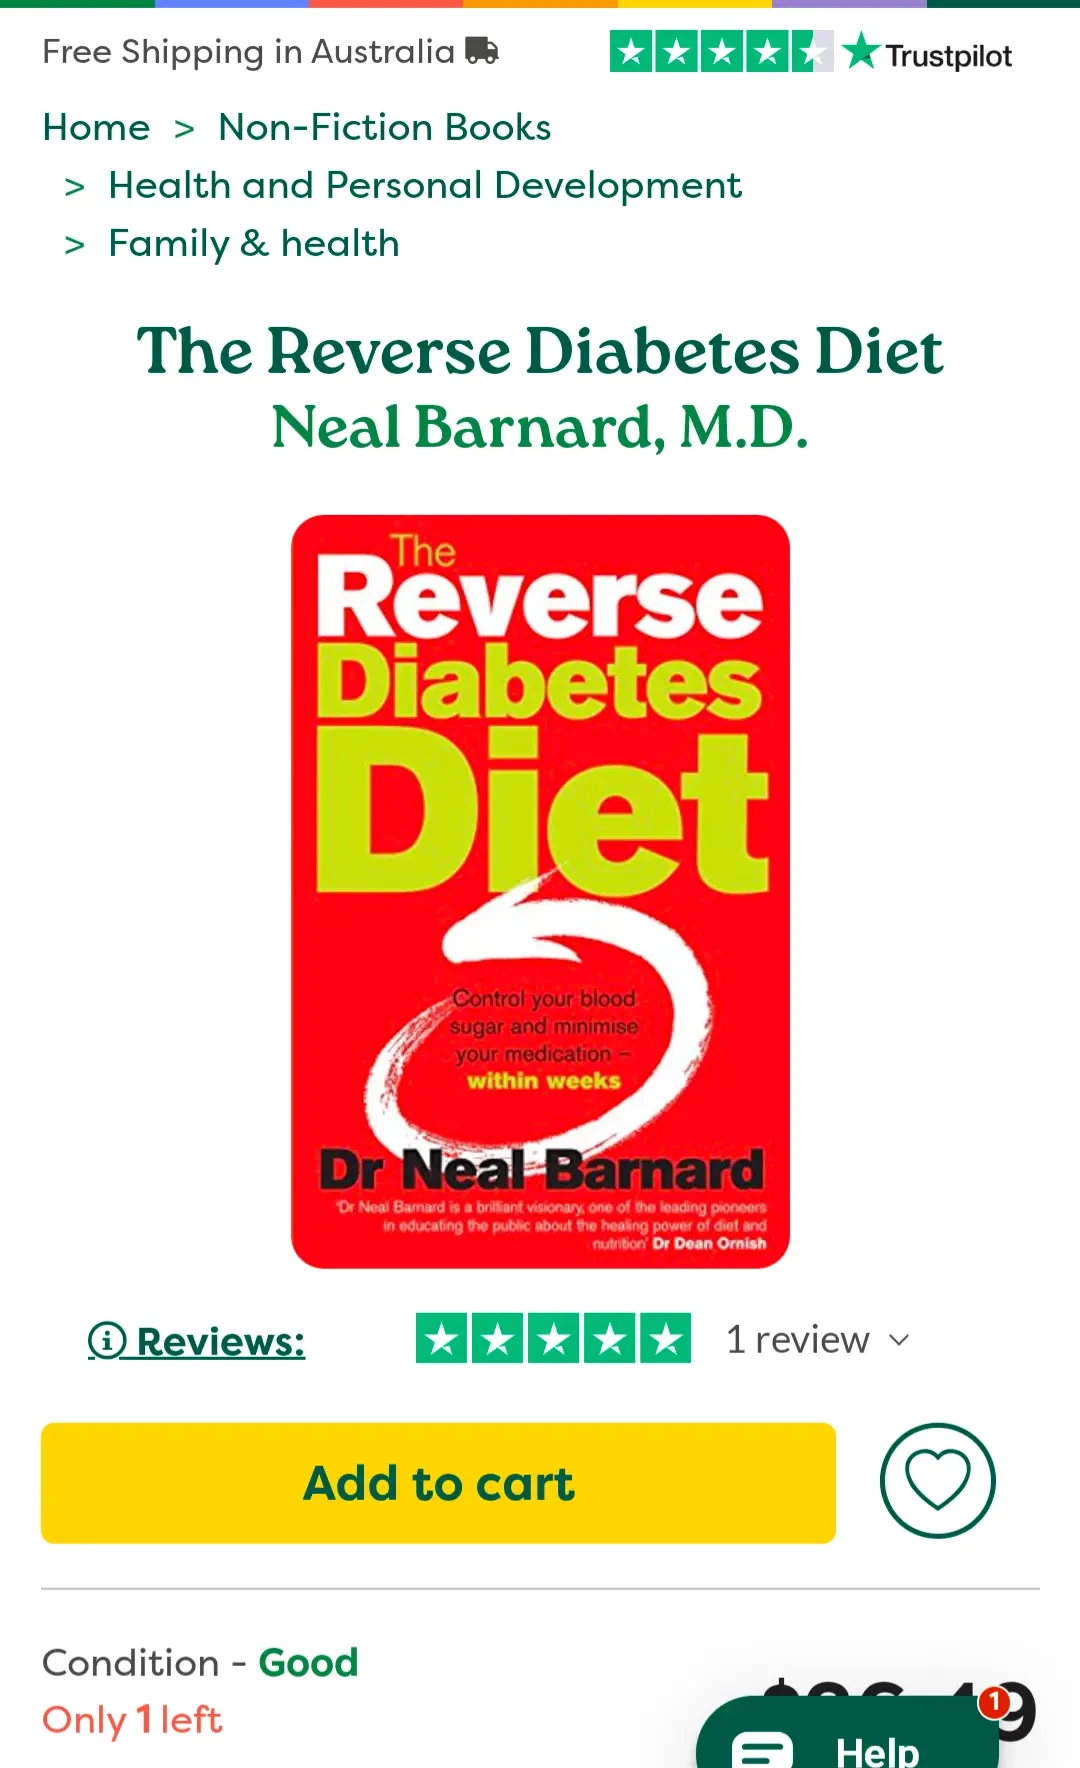 Free Shipping in Australia
Trustpilot
Home > Non-Fiction Books
> Health and Personal Development
> Family & health
The Reverse Diabetes Diet
Neal Barnard, M.D.
The
Reverse
Diabetes
Diet
Control your blood
sugar and minimise
your medication –
within weeks
Dr Neal Barnard
'Dr Neal Barnard is a brilliant visionary, one of the leading pioneers
in educating the public about the healing power of diet and
nutrition' Dr Dean Ornish
Reviews:
1 review
Add to cart
Condition - Good
Only 1 left
1
Help